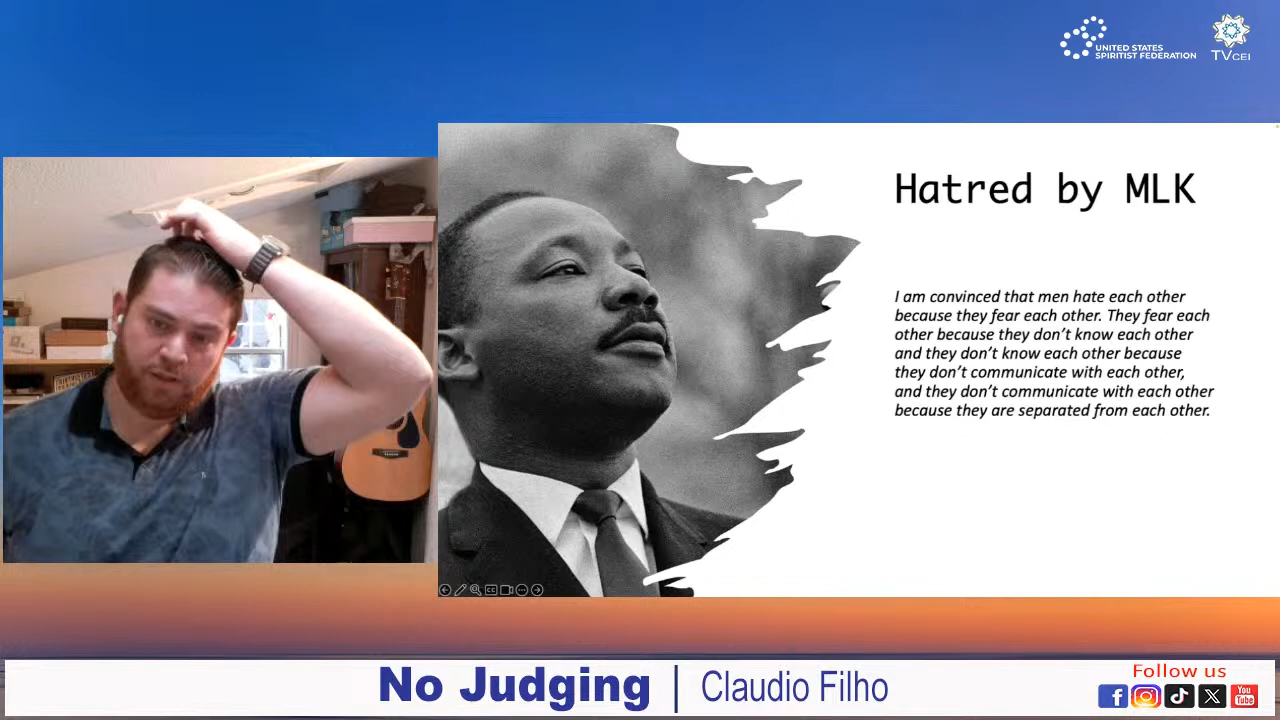 UNITED STATES
SPIRITIST FEDERATION
TVCEI
Hatred by MLK
I am convinced that men hate each other
because they fear each other. They fear each
other because they don't know each other
and they don't know each other because
they don't communicate with each other,
and they don't communicate with each other
because they are separated from each other.
No Judging | Claudio Filho
Follow us
You
Tube